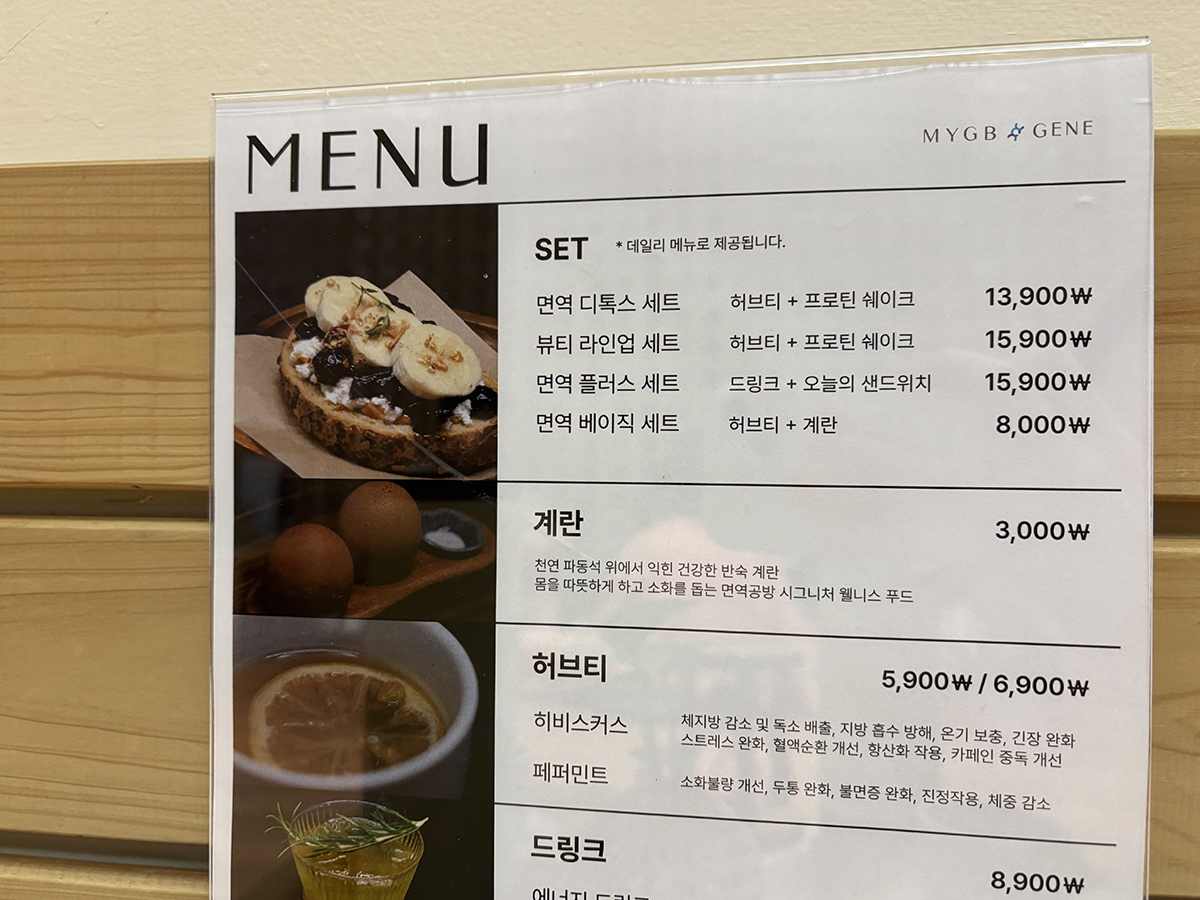 MENU
MYGB GENE
SET * 데일리 메뉴로 제공됩니다.
면역 디톡스 세트 허브티 + 프로틴 쉐이크 13,900₩
뷰티 라인업 세트 허브티 + 프로틴 쉐이크 15,900₩
면역 플러스 세트 드링크 + 오늘의 샌드위치 15,900₩
면역 베이직 세트 허브티 + 계란 8,000₩
계란 3,000₩
천연 파동석 위에서 익힌 건강한 반숙 계란
몸을 따뜻하게 하고 소화를 돕는 면역공방 시그니처 웰니스 푸드
허브티 5,900₩ / 6,900₩
히비스커스 체지방 감소 및 독소 배출, 지방 흡수 방해, 온기 보충, 긴장 완화
스트레스 완화, 혈액순환 개선, 항산화 작용, 카페인 중독 개선
페퍼민트 소화불량 개선, 두통 완화, 불면증 완화, 진정작용, 체중 감소
드링크 8,900₩
에너지 드링크